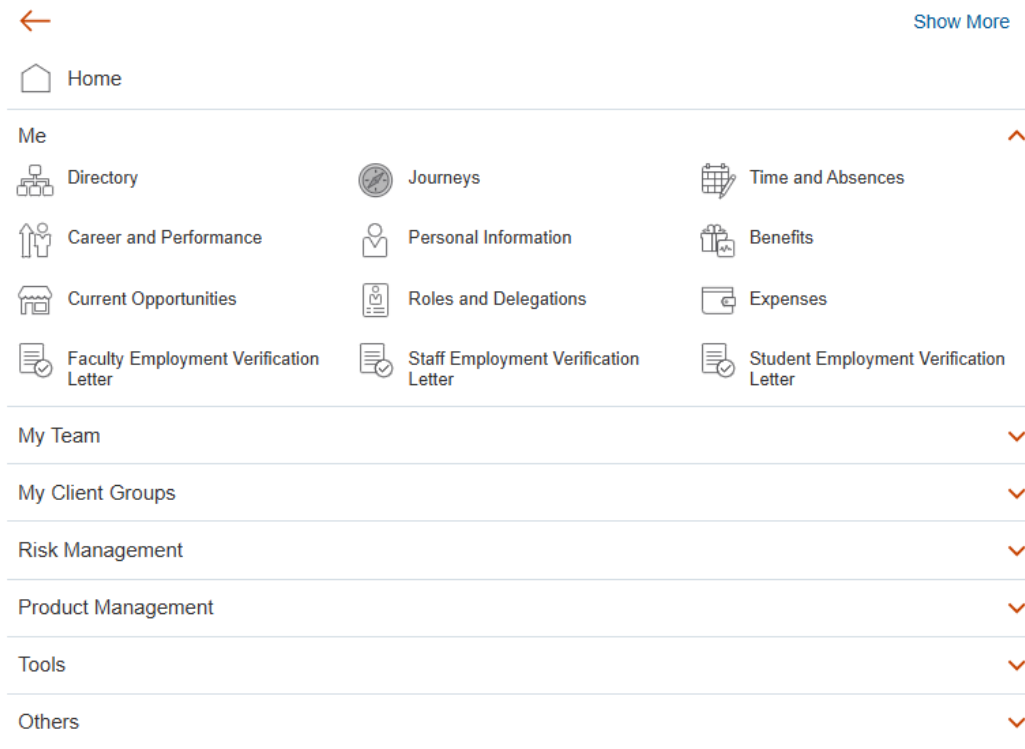 Show More
Home
Me
Directory
Journeys
Time and Absences
Career and Performance
Personal Information
Benefits
Current Opportunities
Roles and Delegations
Expenses
Faculty Employment Verification
Letter
Staff Employment Verification
Letter
Student Employment Verification
Letter
My Team
My Client Groups
Risk Management
Product Management
Tools
Others